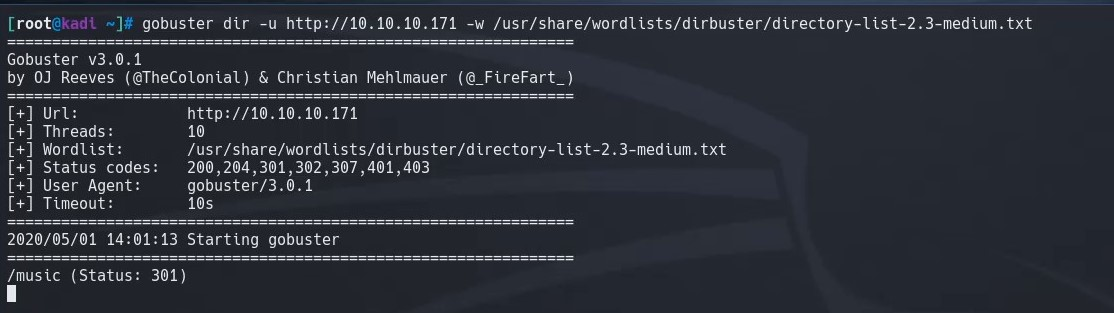 [root@kadi ~]# gobuster dir -u http://10.10.10.171 -w /usr/share/wordlists/dirbuster/directory-list-2.3-medium.txt
===============================================================
Gobuster v3.0.1
by OJ Reeves (@TheColonial) & Christian Mehlmauer (@_FireFart_)
===============================================================
[+] Url:            http://10.10.10.171
[+] Threads:        10
[+] Wordlist:       /usr/share/wordlists/dirbuster/directory-list-2.3-medium.txt
[+] Status codes:   200,204,301,302,307,401,403
[+] User Agent:     gobuster/3.0.1
[+] Timeout:        10s
===============================================================
2020/05/01 14:01:13 Starting gobuster
===============================================================
/music (Status: 301)